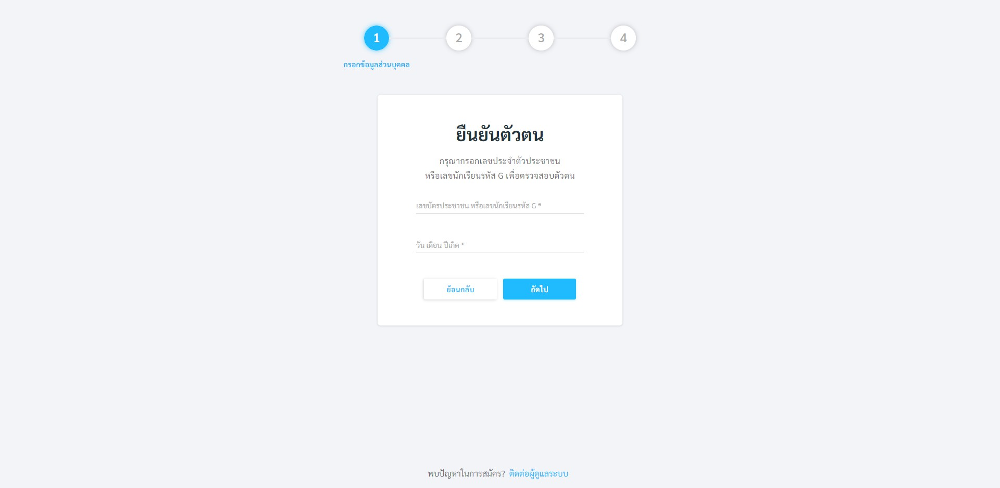 1
2
3
4
กรอกข้อมูลส่วนบุคคล
ยืนยันตัวตน
กรุณากรอกเลขประจำตัวประชาชน
หรือเลขนักเรียนรหัส G เพื่อตรวจสอบตัวตน
เลขบัตรประชาชน หรือเลขนักเรียนรหัส G *
วัน เดือน ปีเกิด *
ย้อนกลับ
ถัดไป
พบปัญหาในการสมัคร? ติดต่อผู้ดูแลระบบ